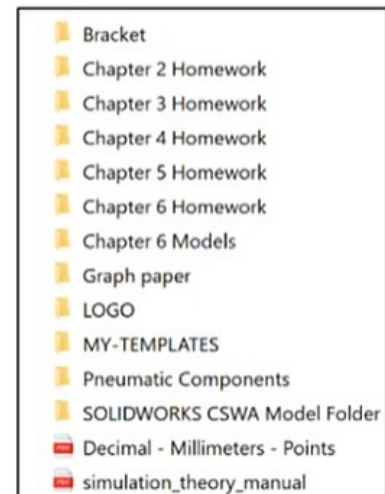 Bracket
Chapter 2 Homework
Chapter 3 Homework
Chapter 4 Homework
Chapter 5 Homework
Chapter 6 Homework
Chapter 6 Models
Graph paper
LOGO
MY-TEMPLATES
Pneumatic Components
SOLIDWORKS CSWA Model Folder
Decimal - Millimeters - Points
simulation_theory_manual